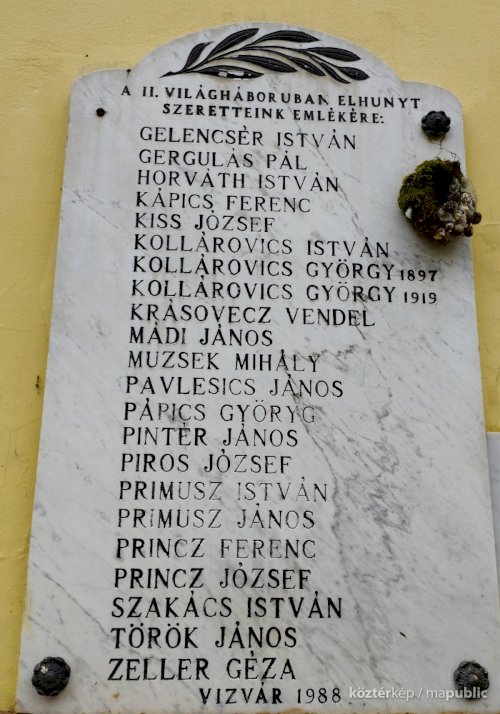 A II. VILÁGHÁBORUBAN ELHUNYT
SZERETTEINK EMLÉKÉRE:
GELENCSÉR ISTVÁN
GERGULÁS PÁL
HORVÁTH ISTVÁN
KÁPICS FERENC
KISS JÓZSEF
KOLLÁROVICS ISTVÁN
KOLLÁROVICS GYÖRGY 1897
KOLLÁROVICS GYÖRGY 1919
KRÁSOVECZ VENDEL
MÁDI JÁNOS
MUZSEK MIHÁLY
PAVLESICS JÁNOS
PÁPICS GYÖRYG
PINTÉR JÁNOS
PIROS JÓZSEF
PRIMUSZ ISTVÁN
PRIMUSZ JÁNOS
PRINCZ FERENC
PRINCZ JÓZSEF
SZAKÁCS ISTVÁN
TÖRÖK JÁNOS
ZELLER GÉZA
VIZVÁR 1988
köztérkép / mapublic